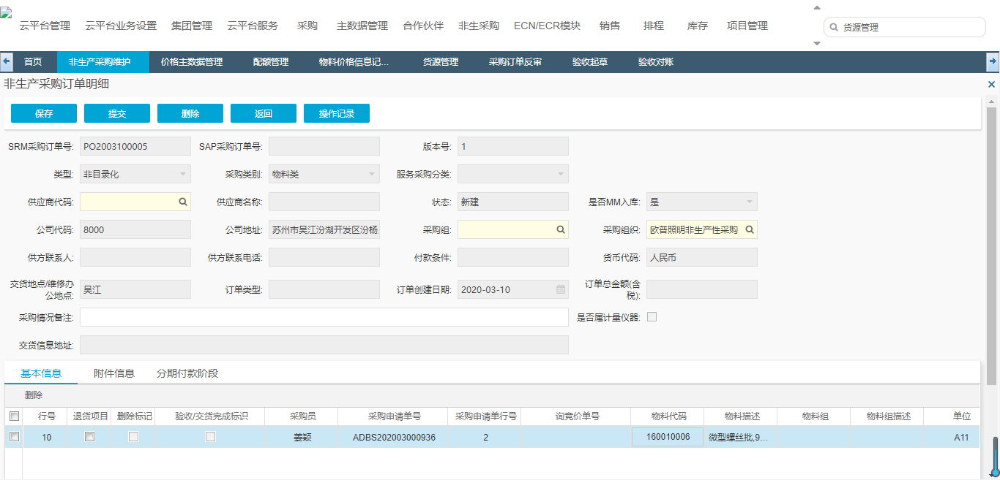 云平台管理 云平台业务设置 集团管理 云平台服务 采购 主数据管理 合作伙伴 非生采购 ECN/ECR模块 销售 排程 库存 项目管理 货源管理
首页 非生产采购维护 价格主数据管理 配额管理 物料价格信息记... 货源管理 采购订单反审 验收起草 验收对账
非生产采购订单明细
保存 提交 删除 返回 操作记录
SRM采购订单号: PO2003100005 SAP采购订单号: 版本号: 1
类型: 非目录化 采购类别: 物料类 服务采购分类:
供应商代码: 供应商名称: 状态: 新建 是否MM入库: 是
公司代码: 8000 公司地址: 苏州市吴江汾湖开发区汾杨 采购组: 采购组织: 欧普照明非生产性采购
供方联系人: 供方联系电话: 付款条件: 货币代码: 人民币
交货地点/维修办公地点: 吴江 订单类型: 订单创建日期: 2020-03-10 订单总金额(含税):
采购情况备注: 是否属计量仪器:
交货信息地址:
基本信息 附件信息 分期付款阶段
删除
行号 退货项目 删除标记 验收/交货完成标识 采购员 采购申请单号 采购申请单行号 询竞价单号 物料代码 物料描述 物料组 物料组描述 单位
10 姜颖 ADBS202003000936 2 160010006 微型螺丝批,9... A11